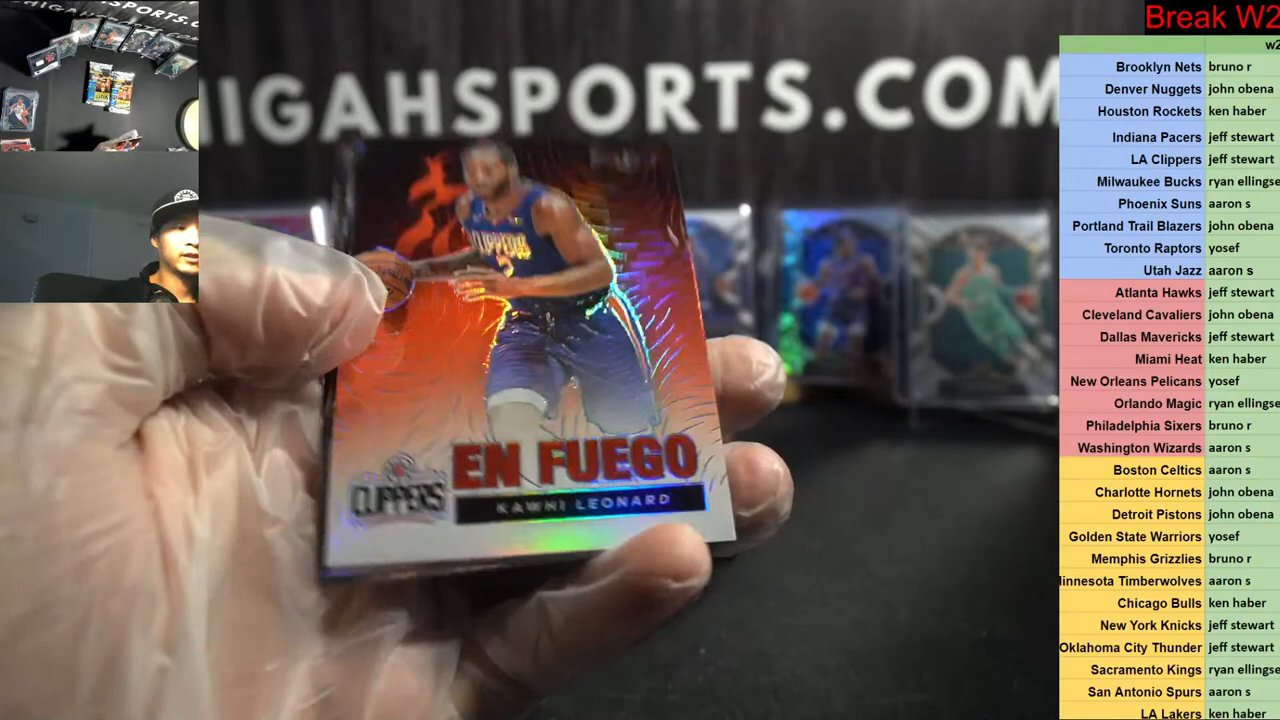 SPORTS.COM
Break W2
HIGAHSPORTS.COM
w2
Brooklyn Nets bruno r
Denver Nuggets john obena
Houston Rockets ken haber
Indiana Pacers jeff stewart
LA Clippers jeff stewart
Milwaukee Bucks ryan ellingse
Phoenix Suns aaron s
Portland Trail Blazers john obena
Toronto Raptors yosef
Utah Jazz aaron s
Atlanta Hawks jeff stewart
Cleveland Cavaliers john obena
Dallas Mavericks jeff stewart
Miami Heat ken haber
New Orleans Pelicans yosef
Orlando Magic ryan ellingse
Philadelphia Sixers bruno r
Washington Wizards aaron s
Boston Celtics aaron s
Charlotte Hornets john obena
Detroit Pistons john obena
Golden State Warriors yosef
Memphis Grizzlies bruno r
innesota Timberwolves aaron s
Chicago Bulls ken haber
New York Knicks jeff stewart
Oklahoma City Thunder jeff stewart
Sacramento Kings ryan ellingse
San Antonio Spurs aaron s
LA Lakers ken haber
CLIPPERS
2
EN FUEGO
CLIPPERS
KAWHI LEONARD